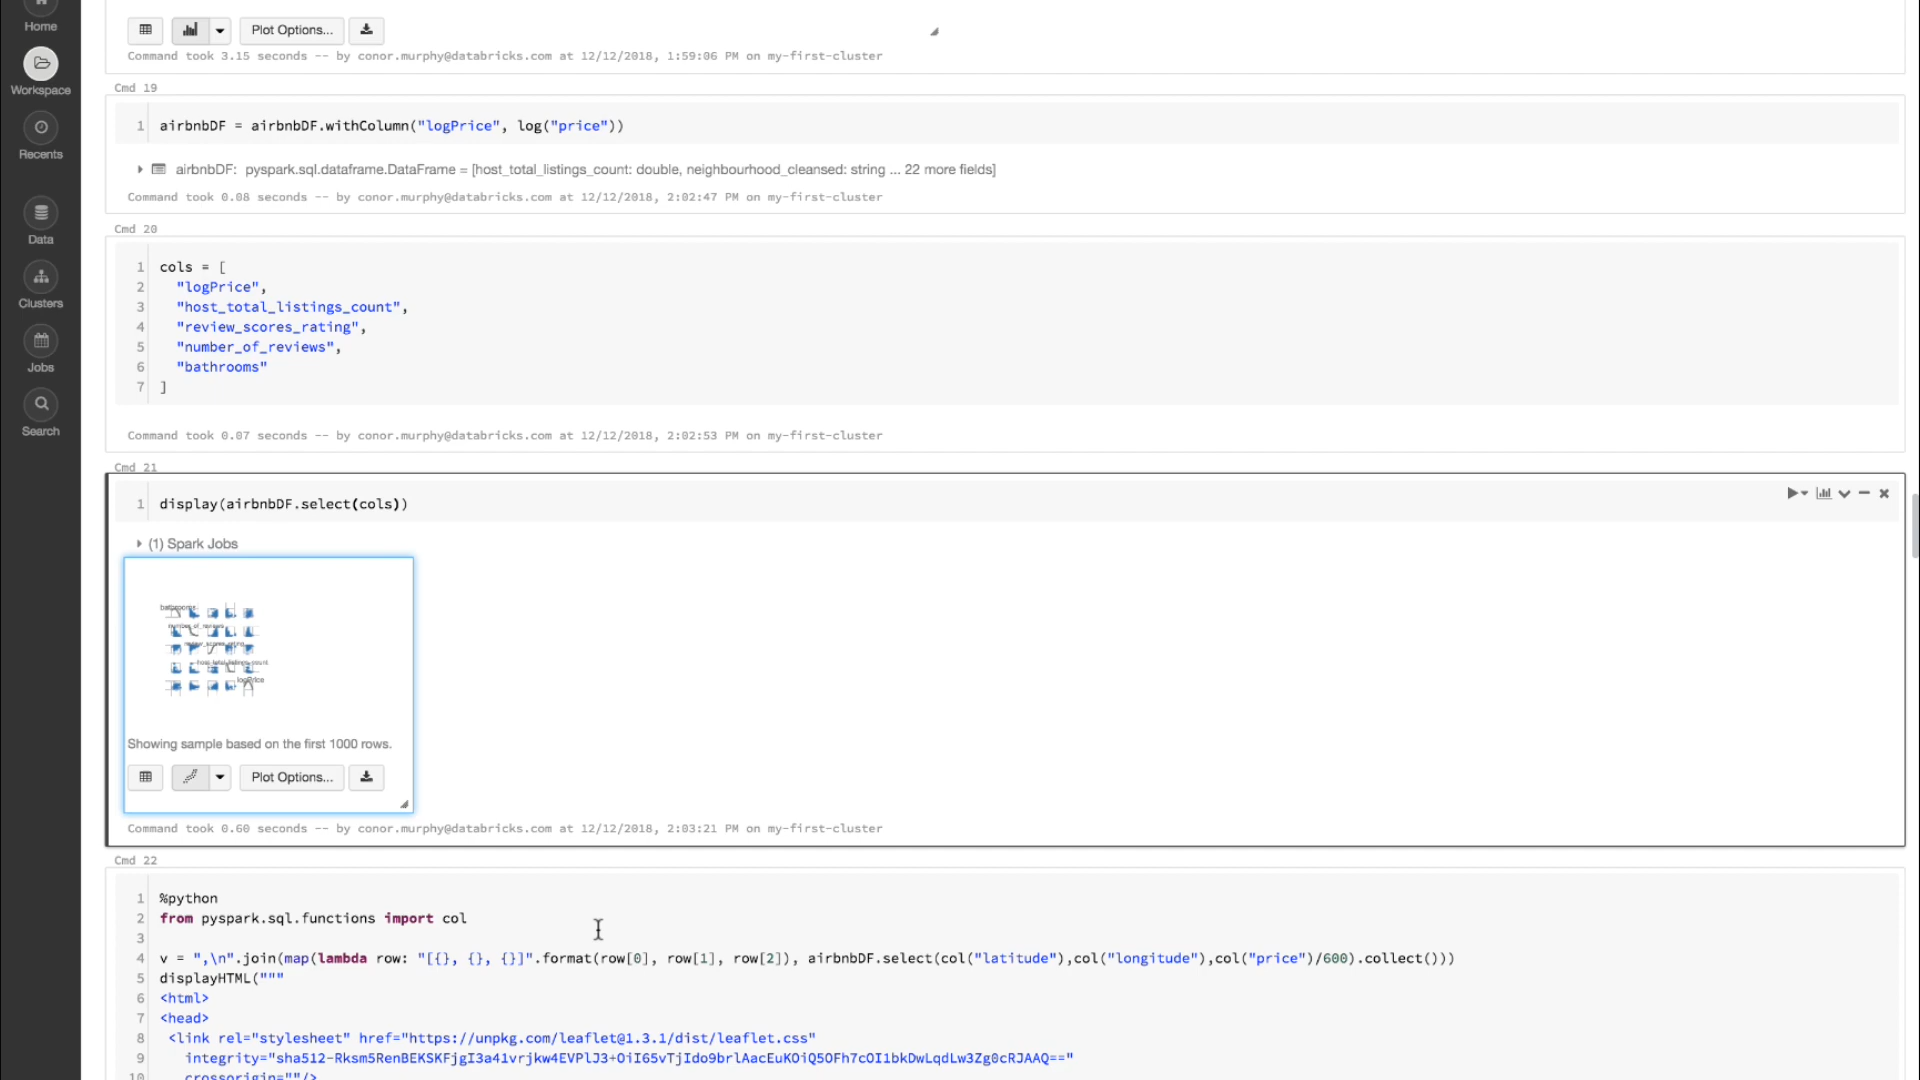 Home
Workspace
Recents
Data
Clusters
Jobs
Search
Plot Options...
Command took 3.15 seconds -- by conor.murphy@databricks.com at 12/12/2018, 1:59:06 PM on my-first-cluster
Cmd 19
1 airbnbDF = airbnbDF.withColumn("logPrice", log("price"))
airbnbDF: pyspark.sql.dataframe.DataFrame = [host_total_listings_count: double, neighbourhood_cleansed: string ... 22 more fields]
Command took 0.08 seconds -- by conor.murphy@databricks.com at 12/12/2018, 2:02:47 PM on my-first-cluster
Cmd 20
1 cols = [
2 "logPrice",
3 "host_total_listings_count",
4 "review_scores_rating",
5 "number_of_reviews",
6 "bathrooms"
7 ]
Command took 0.07 seconds -- by conor.murphy@databricks.com at 12/12/2018, 2:02:53 PM on my-first-cluster
Cmd 21
1 display(airbnbDF.select(cols))
(1) Spark Jobs
bathrooms
number_of_reviews
review_scores_rating
host_total_listings_count
logPrice
Showing sample based on the first 1000 rows.
Plot Options...
Command took 0.60 seconds -- by conor.murphy@databricks.com at 12/12/2018, 2:03:21 PM on my-first-cluster
Cmd 22
1 %python
2 from pyspark.sql.functions import col
3
4 v = ",\n".join(map(lambda row: "[{}, {}, {}]".format(row[0], row[1], row[2]), airbnbDF.select(col("latitude"),col("longitude"),col("price")/600).collect()))
5 displayHTML("""
6 <html>
7 <head>
8 <link rel="stylesheet" href="https://unpkg.com/leaflet@1.3.1/dist/leaflet.css"
9 integrity="sha512-Rksm5RenBEKSKFjgI3a41vrjkw4EVPlJ3+OiI65vTjIdo9brlAacEuKOiQ5OFh7cOI1bkDwLqdLw3Zg0cRJAAQ=="
10 crossorigin=""/>